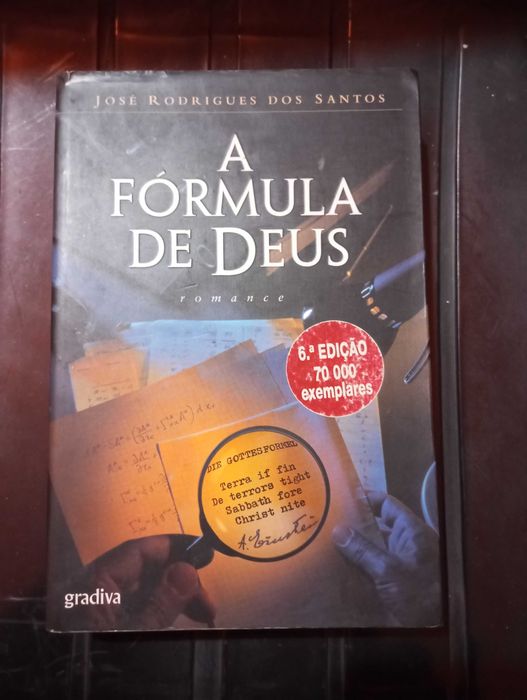 JOSÉ RODRIGUES DOS SANTOS
A
FÓRMULA
DE DEUS
romance
6.ª EDIÇÃO
70 000
exemplares
DIE GOTTESFORMEL
Terra if fin
De terrors tight
Sabbath fore
Christ nite
A. Einstein
gradiva